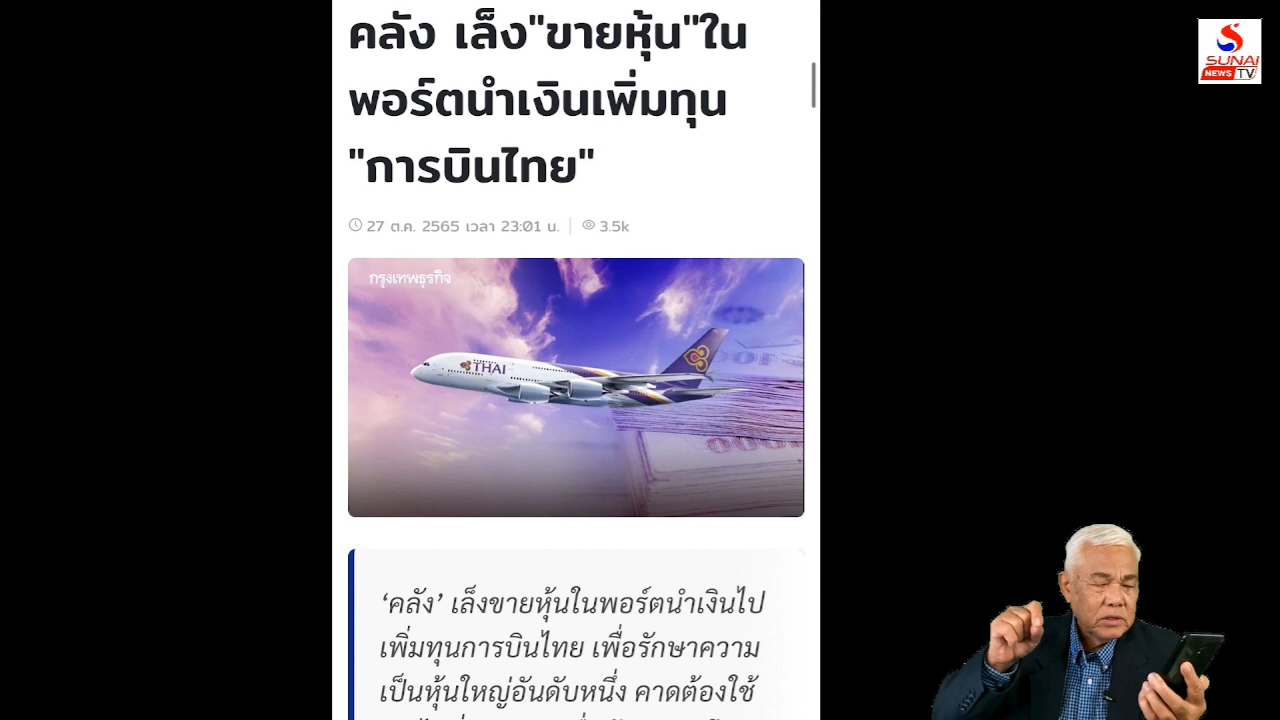 คลัง เล็ง"ขายหุ้น"ใน
พอร์ตนำเงินเพิ่มทุน
"การบินไทย"
27 ต.ค. 2565 เวลา 23:01 น. | 3.5k
กรุงเทพธุรกิจ
THAI
‘คลัง’ เล็งขายหุ้นในพอร์ตนำเงินไป
เพิ่มทุนการบินไทย เพื่อรักษาความ
เป็นหุ้นใหญ่อันดับหนึ่ง คาดต้องใช้
SUNAI
NEWS TV